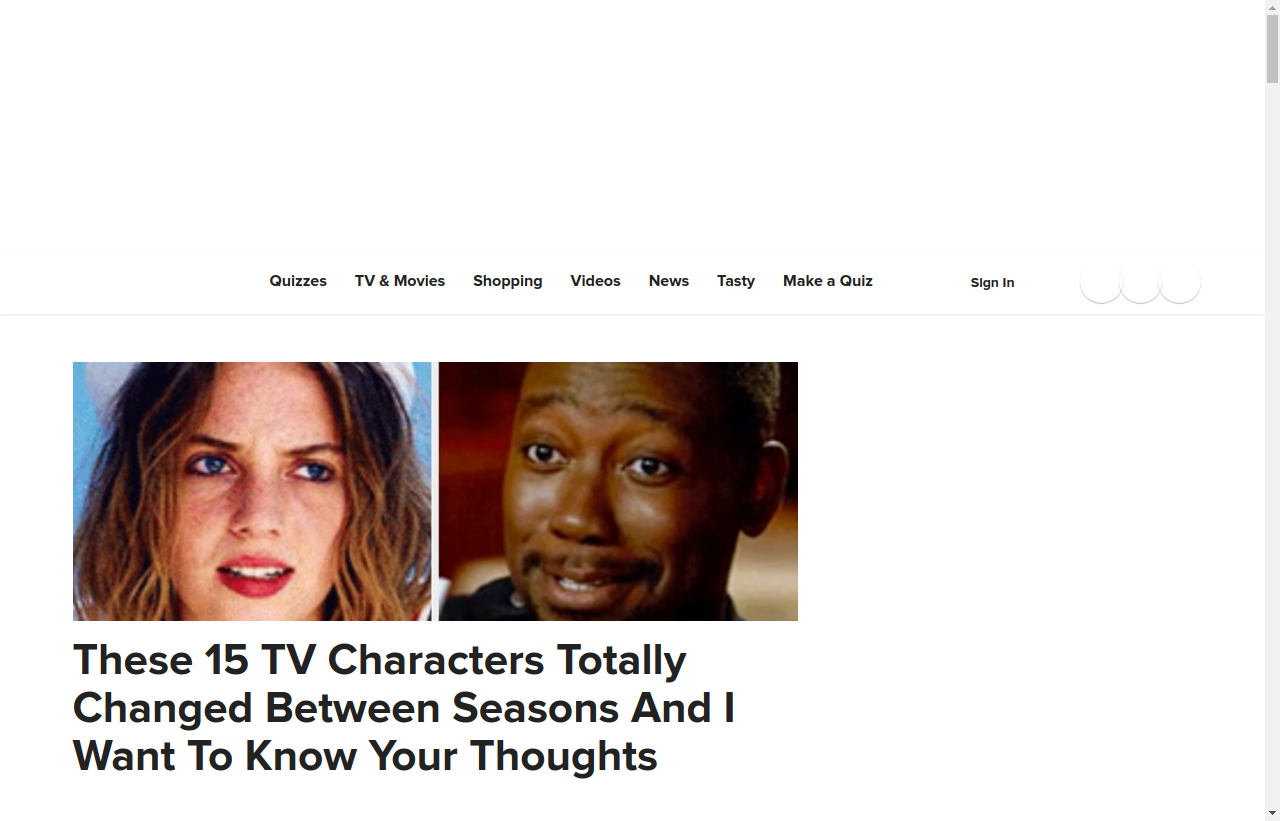 Quizzes TV & Movies Shopping Videos News Tasty Make a Quiz Sign In
These 15 TV Characters Totally
Changed Between Seasons And I
Want To Know Your Thoughts